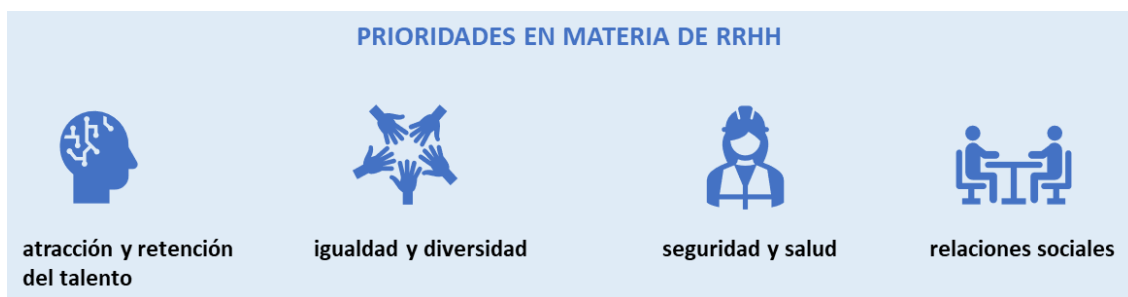 PRIORIDADES EN MATERIA DE RRHH
atracción y retención
del talento
igualdad y diversidad
seguridad y salud
relaciones sociales